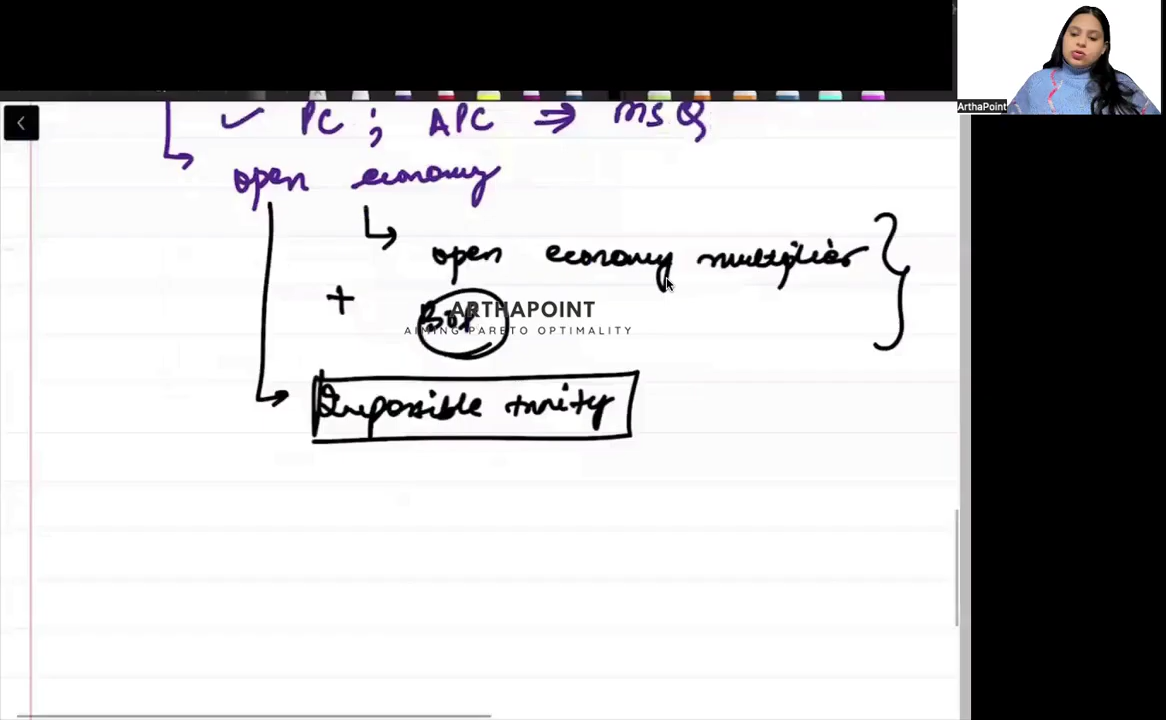 ArthaPoint
✓ PC ; APC ⇒ MSQ
open economy
open economy multiplier
+ BOP
ARTHAPOINT
AIMING PARETO OPTIMALITY
Impossible trinity